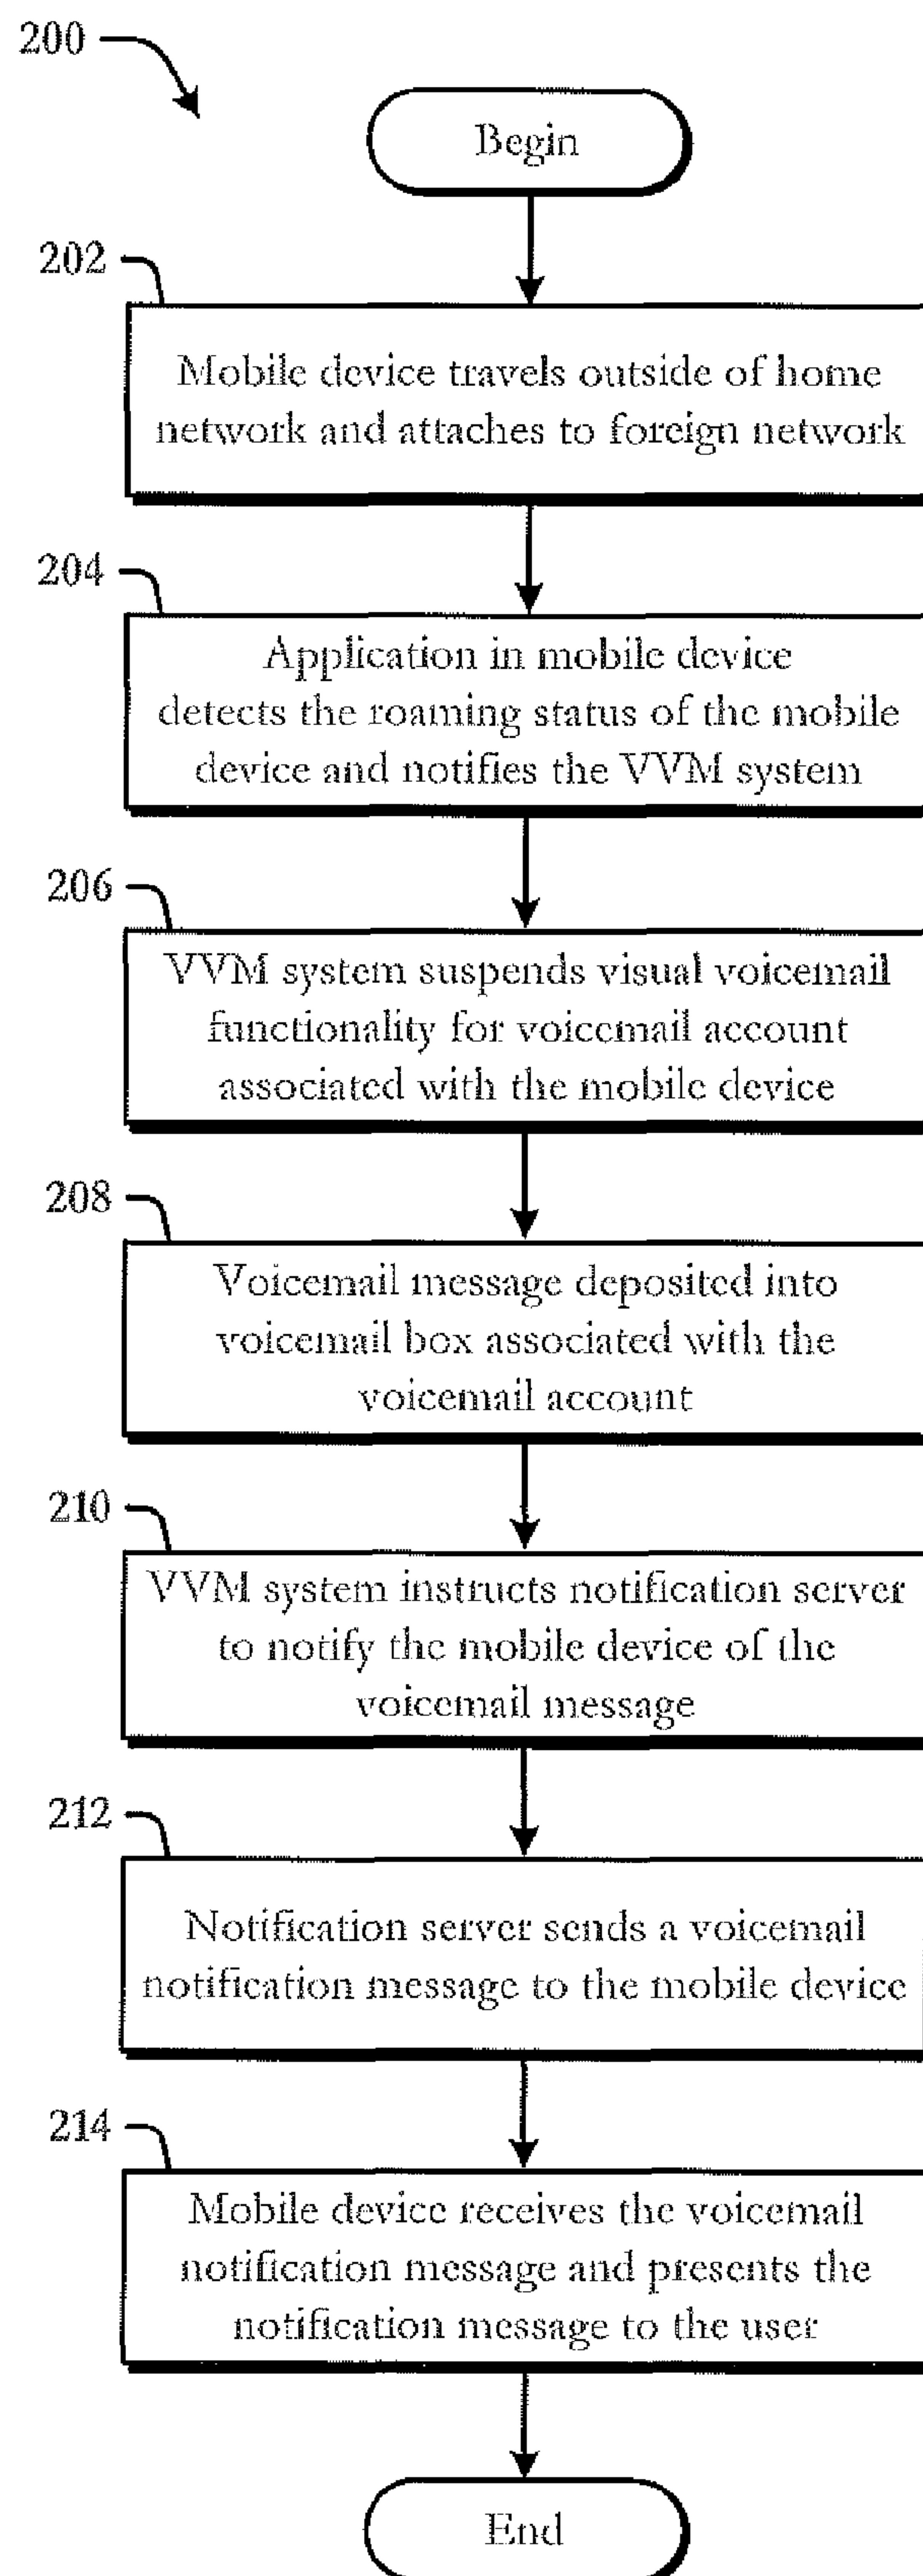 200
Begin
202
Mobile device travels outside of home
network and attaches to foreign network
204
Application in mobile device
detects the roaming status of the mobile
device and notifies the VVM system
206
VVM system suspends visual voicemail
functionality for voicemail account
associated with the mobile device
208
Voicemail message deposited into
voicemail box associated with the
voicemail account
210
VVM system instructs notification server
to notify the mobile device of the
voicemail message
212
Notification server sends a voicemail
notification message to the mobile device
214
Mobile device receives the voicemail
notification message and presents the
notification message to the user
End